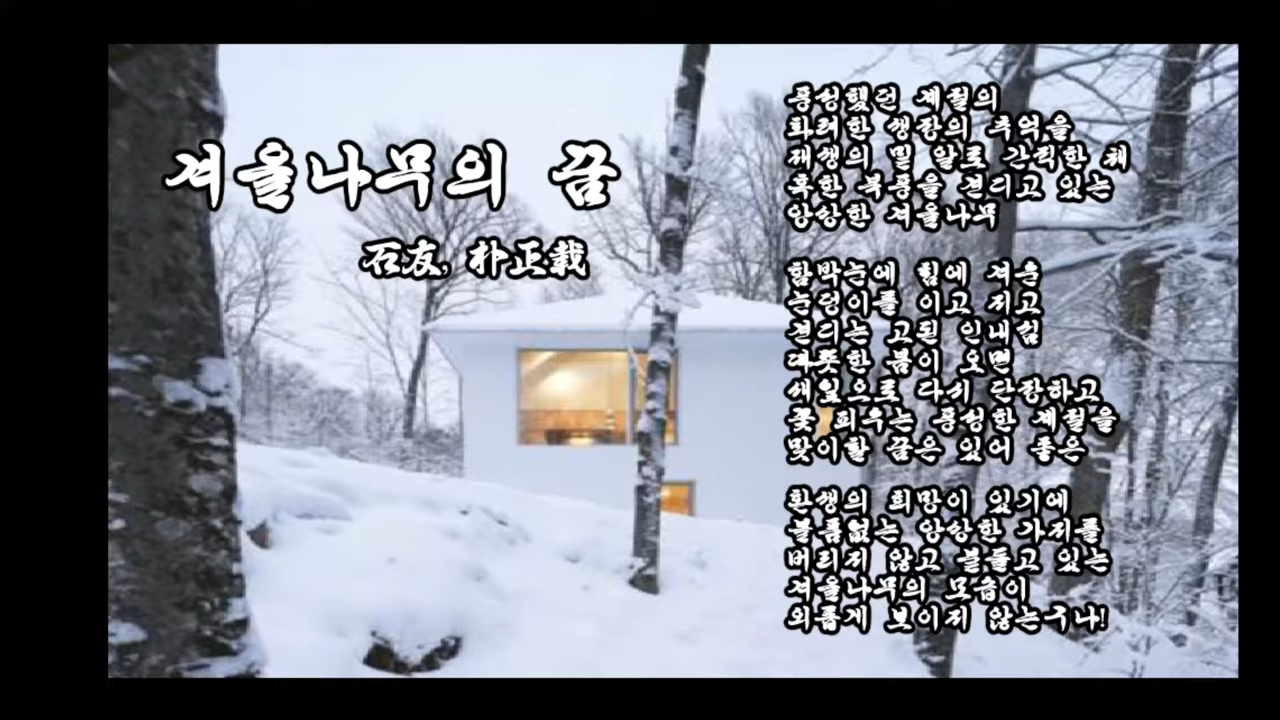 겨울나무의 꿈
石友, 朴正栽
풍성했던 계절의
화려한 행장의 추억을
재생의 밀 알로 간직한 체
혹한 북풍을 견디고 있는
앙상한 겨울나무
함박눈에 힘에 겨운
눈덩이를 이고 지고
견디는 고된 인내심
따뜻한 봄이 오면
새잎으로 다시 단장하고
꽃 피우는 풍성한 계절을
맞이할 꿈은 있어 좋은
환생의 희망이 있기에
볼품없는 앙상한 가지를
버리지 않고 붙들고 있는
겨울나무의 모습이
외롭게 보이지 않는구나!